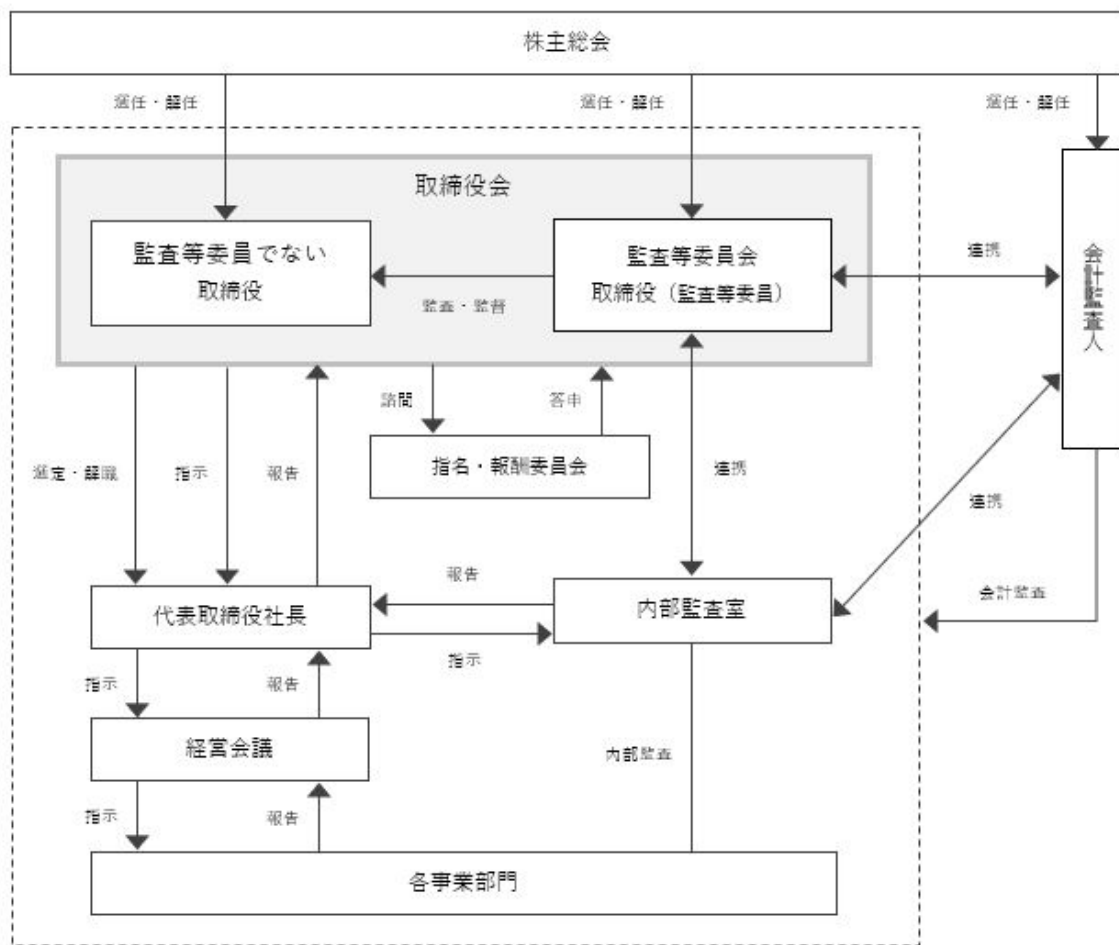 株主総会
選任・解任
選任・解任
選任・解任
取締役会
監査等委員でない
取締役
監査等委員会
取締役（監査等委員）
監査・監督
連携
会計監査人
諮問
答申
指名・報酬委員会
選定・解職
指示
報告
連携
連携
代表取締役社長
報告
指示
内部監査室
会計監査
指示
報告
経営会議
内部監査
指示
報告
各事業部門